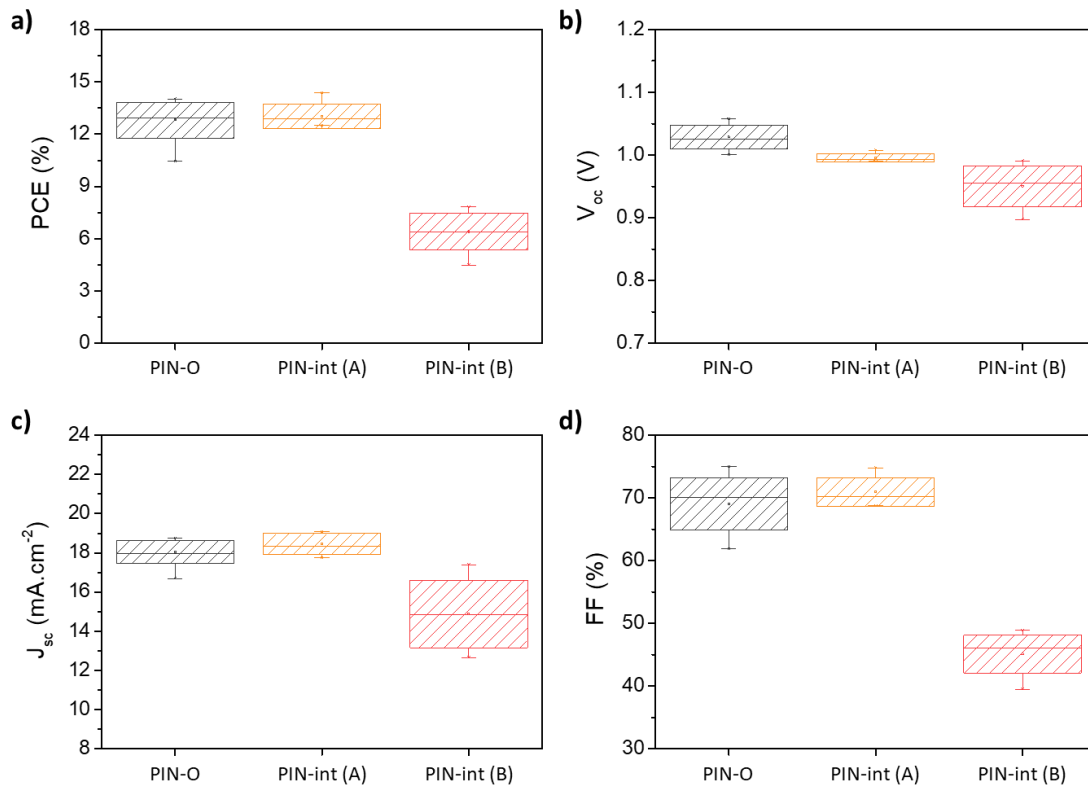 a)
PCE (%)
18
15
12
9
6
3
0
PIN-O PIN-int (A) PIN-int (B)
b)
V_oc (V)
1.2
1.1
1.0
0.9
0.8
0.7
PIN-O PIN-int (A) PIN-int (B)
c)
J_sc (mA.cm⁻²)
24
22
20
18
16
14
12
10
8
PIN-O PIN-int (A) PIN-int (B)
d)
FF (%)
80
70
60
50
40
30
PIN-O PIN-int (A) PIN-int (B)